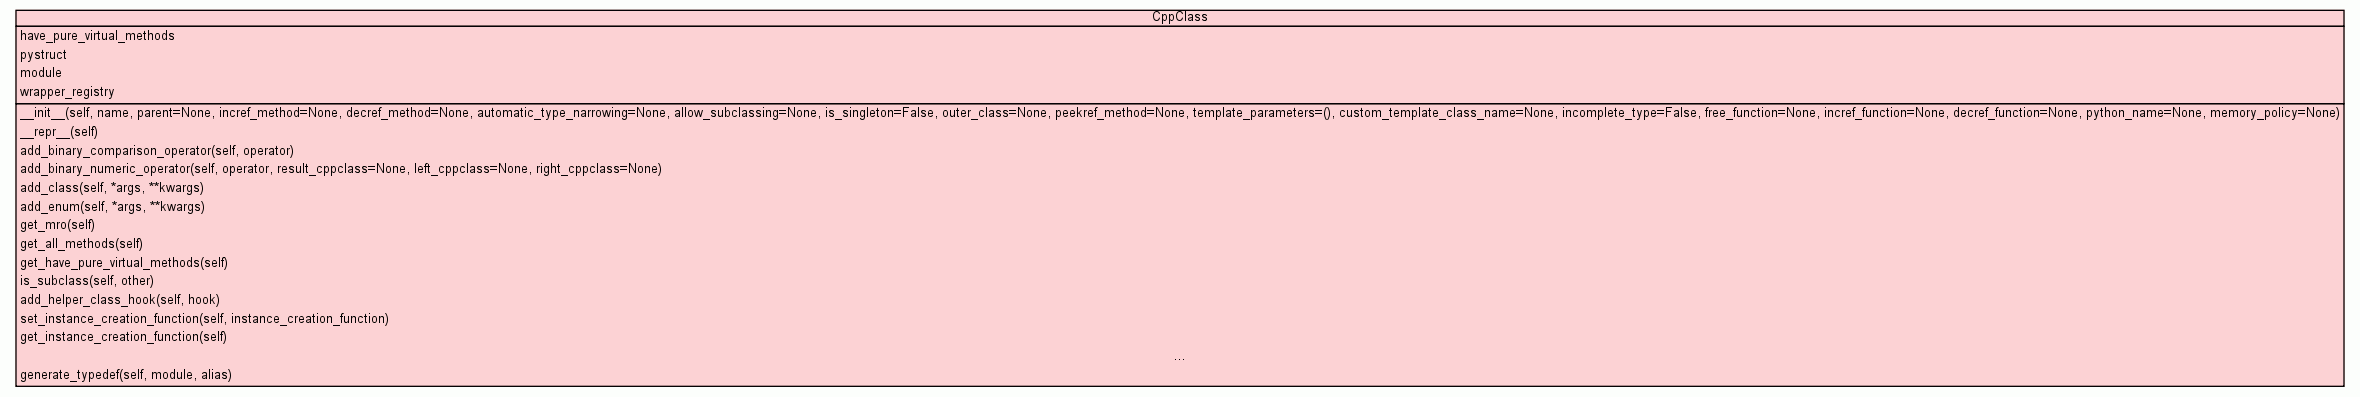 CppClass
have_pure_virtual_methods
pystruct
module
wrapper_registry
__init__(self, name, parent=None, incref_method=None, decref_method=None, automatic_type_narrowing=None, allow_subclassing=None, is_singleton=False, outer_class=None, peekref_method=None, template_parameters=(), custom_template_class_name=None, incomplete_type=False, free_function=None, incref_function=None, decref_function=None, python_name=None, memory_policy=None)
__repr__(self)
add_binary_comparison_operator(self, operator)
add_binary_numeric_operator(self, operator, result_cppclass=None, left_cppclass=None, right_cppclass=None)
add_class(self, *args, **kwargs)
add_enum(self, *args, **kwargs)
get_mro(self)
get_all_methods(self)
get_have_pure_virtual_methods(self)
is_subclass(self, other)
add_helper_class_hook(self, hook)
set_instance_creation_function(self, instance_creation_function)
get_instance_creation_function(self)
...
generate_typedef(self, module, alias)